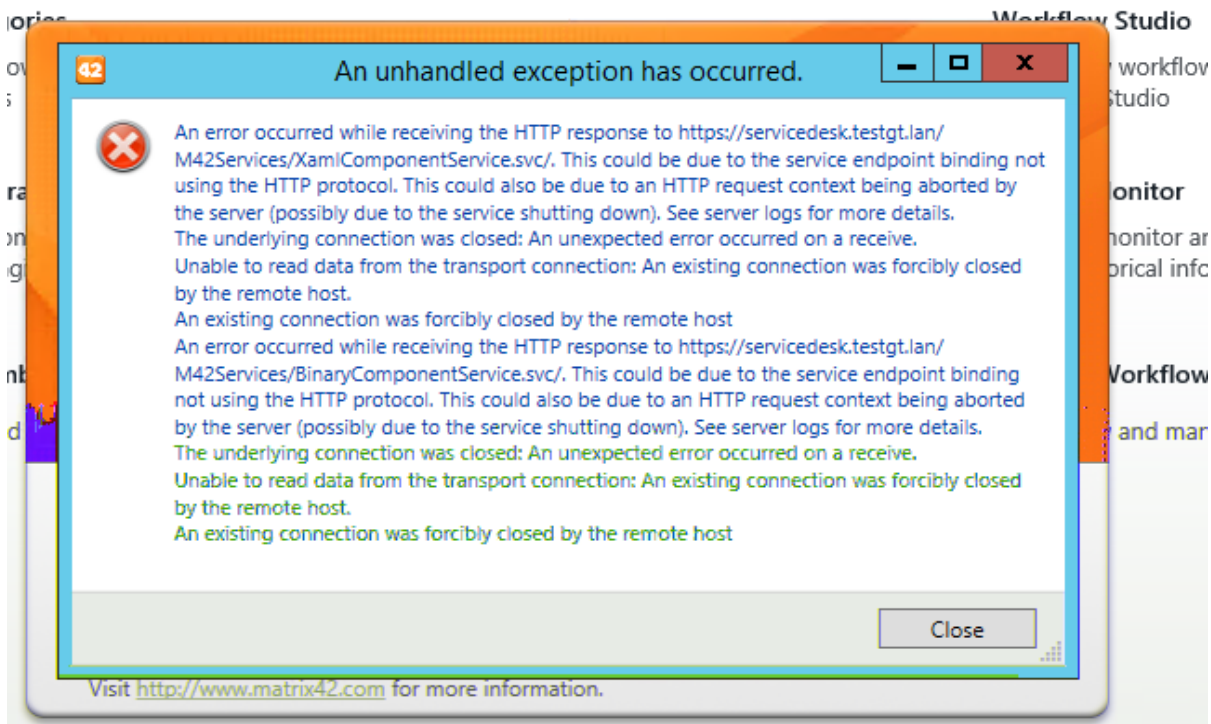 Workflow Studio
workflow
Studio
42
An unhandled exception has occurred.
An error occurred while receiving the HTTP response to https://servicedesk.testgt.lan/
M42Services/XamlComponentService.svc/. This could be due to the service endpoint binding not
using the HTTP protocol. This could also be due to an HTTP request context being aborted by
the server (possibly due to the service shutting down). See server logs for more details.
The underlying connection was closed: An unexpected error occurred on a receive.
Unable to read data from the transport connection: An existing connection was forcibly closed
by the remote host.
An existing connection was forcibly closed by the remote host
An error occurred while receiving the HTTP response to https://servicedesk.testgt.lan/
M42Services/BinaryComponentService.svc/. This could be due to the service endpoint binding
not using the HTTP protocol. This could also be due to an HTTP request context being aborted
by the server (possibly due to the service shutting down). See server logs for more details.
The underlying connection was closed: An unexpected error occurred on a receive.
Unable to read data from the transport connection: An existing connection was forcibly closed
by the remote host.
An existing connection was forcibly closed by the remote host
onitor
onitor ar
orical info
Workflow
and man
Close
Visit http://www.matrix42.com for more information.